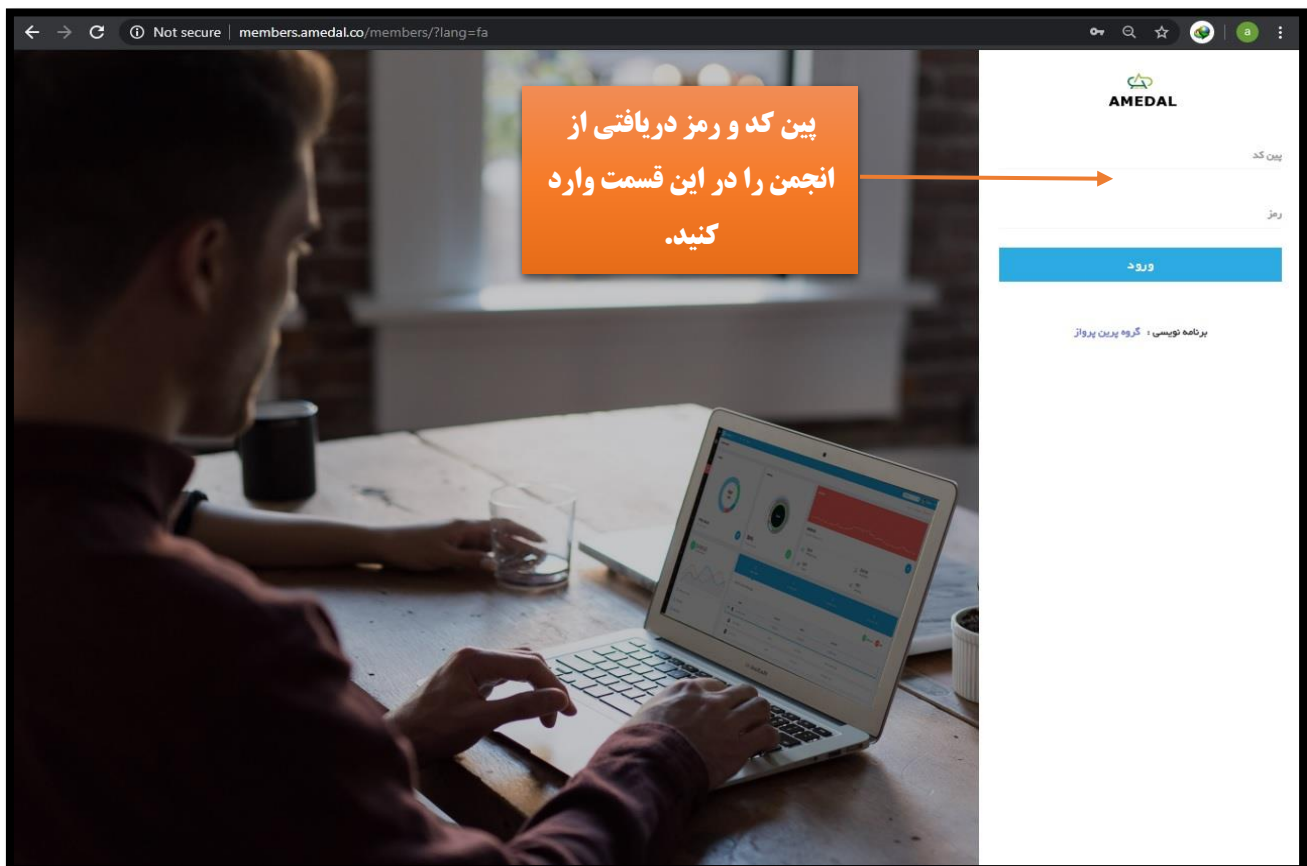 Not secure | members.amedal.co/members/?lang=fa
a
AMEDAL
پین کد و رمز دریافتی از
انجمن را در این قسمت وارد
کنید.
پین کد
رمز
ورود
برنامه نویسی : گروه پرین پرواز